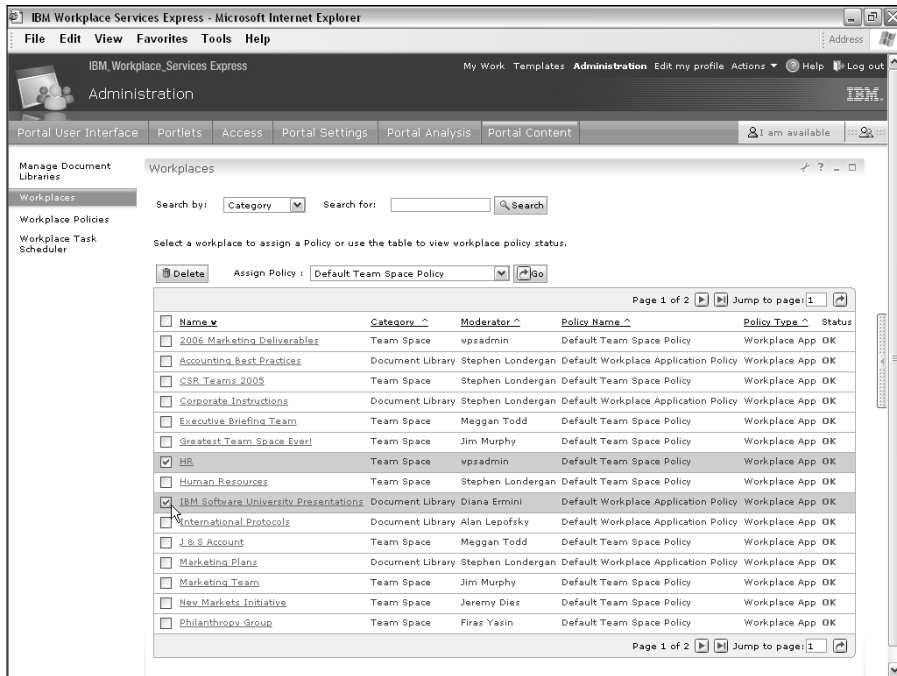 IBM Workplace Services Express - Microsoft Internet Explorer
File Edit View Favorites Tools Help
Address
IBM_Workplace_Services Express
My Work Templates Administration Edit my profile Actions Help Log out
Administration
IBM.
Portal User Interface Portlets Access Portal Settings Portal Analysis Portal Content
I am available
Manage Document Libraries
Workplaces
Workplace Policies
Workplace Task Scheduler
Workplaces
Search by: Category Search for: Search
Select a workplace to assign a Policy or use the table to view workplace policy status.
Delete Assign Policy : Default Team Space Policy Go
Page 1 of 2 Jump to page: 1
Name Category Moderator Policy Name Policy Type Status
2006 Marketing Deliverables Team Space wpsadmin Default Team Space Policy Workplace App OK
Accounting Best Practices Document Library Stephen Londergan Default Workplace Application Policy Workplace App OK
CSR Teams 2005 Team Space Stephen Londergan Default Team Space Policy Workplace App OK
Corporate Instructions Document Library Stephen Londergan Default Workplace Application Policy Workplace App OK
Executive Briefing Team Team Space Meggan Todd Default Team Space Policy Workplace App OK
Greatest Team Space Ever! Team Space Jim Murphy Default Team Space Policy Workplace App OK
HR Team Space wpsadmin Default Team Space Policy Workplace App OK
Human Resources Team Space Stephen Londergan Default Team Space Policy Workplace App OK
IBM Software University Presentations Document Library Diana Ermini Default Workplace Application Policy Workplace App OK
International Protocols Document Library Alan Lepofsky Default Workplace Application Policy Workplace App OK
J & S Account Team Space Meggan Todd Default Team Space Policy Workplace App OK
Marketing Plans Document Library Stephen Londergan Default Workplace Application Policy Workplace App OK
Marketing Team Team Space Jim Murphy Default Team Space Policy Workplace App OK
New Markets Initiative Team Space Jeremy Dies Default Team Space Policy Workplace App OK
Philanthropy Group Team Space Firas Yasin Default Team Space Policy Workplace App OK
Page 1 of 2 Jump to page: 1